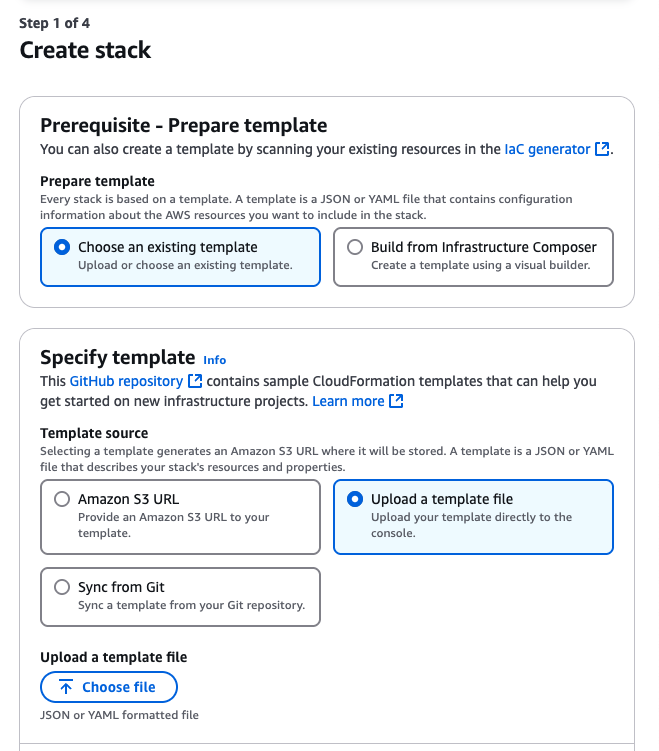 Step 1 of 4
Create stack
Prerequisite - Prepare template
You can also create a template by scanning your existing resources in the IaC generator.
Prepare template
Every stack is based on a template. A template is a JSON or YAML file that contains configuration
information about the AWS resources you want to include in the stack.
Choose an existing template
Upload or choose an existing template.
Build from Infrastructure Composer
Create a template using a visual builder.
Specify template Info
This GitHub repository contains sample CloudFormation templates that can help you
get started on new infrastructure projects. Learn more
Template source
Selecting a template generates an Amazon S3 URL where it will be stored. A template is a JSON or YAML
file that describes your stack's resources and properties.
Amazon S3 URL
Provide an Amazon S3 URL to your
template.
Upload a template file
Upload your template directly to the
console.
Sync from Git
Sync a template from your Git repository.
Upload a template file
Choose file
JSON or YAML formatted file